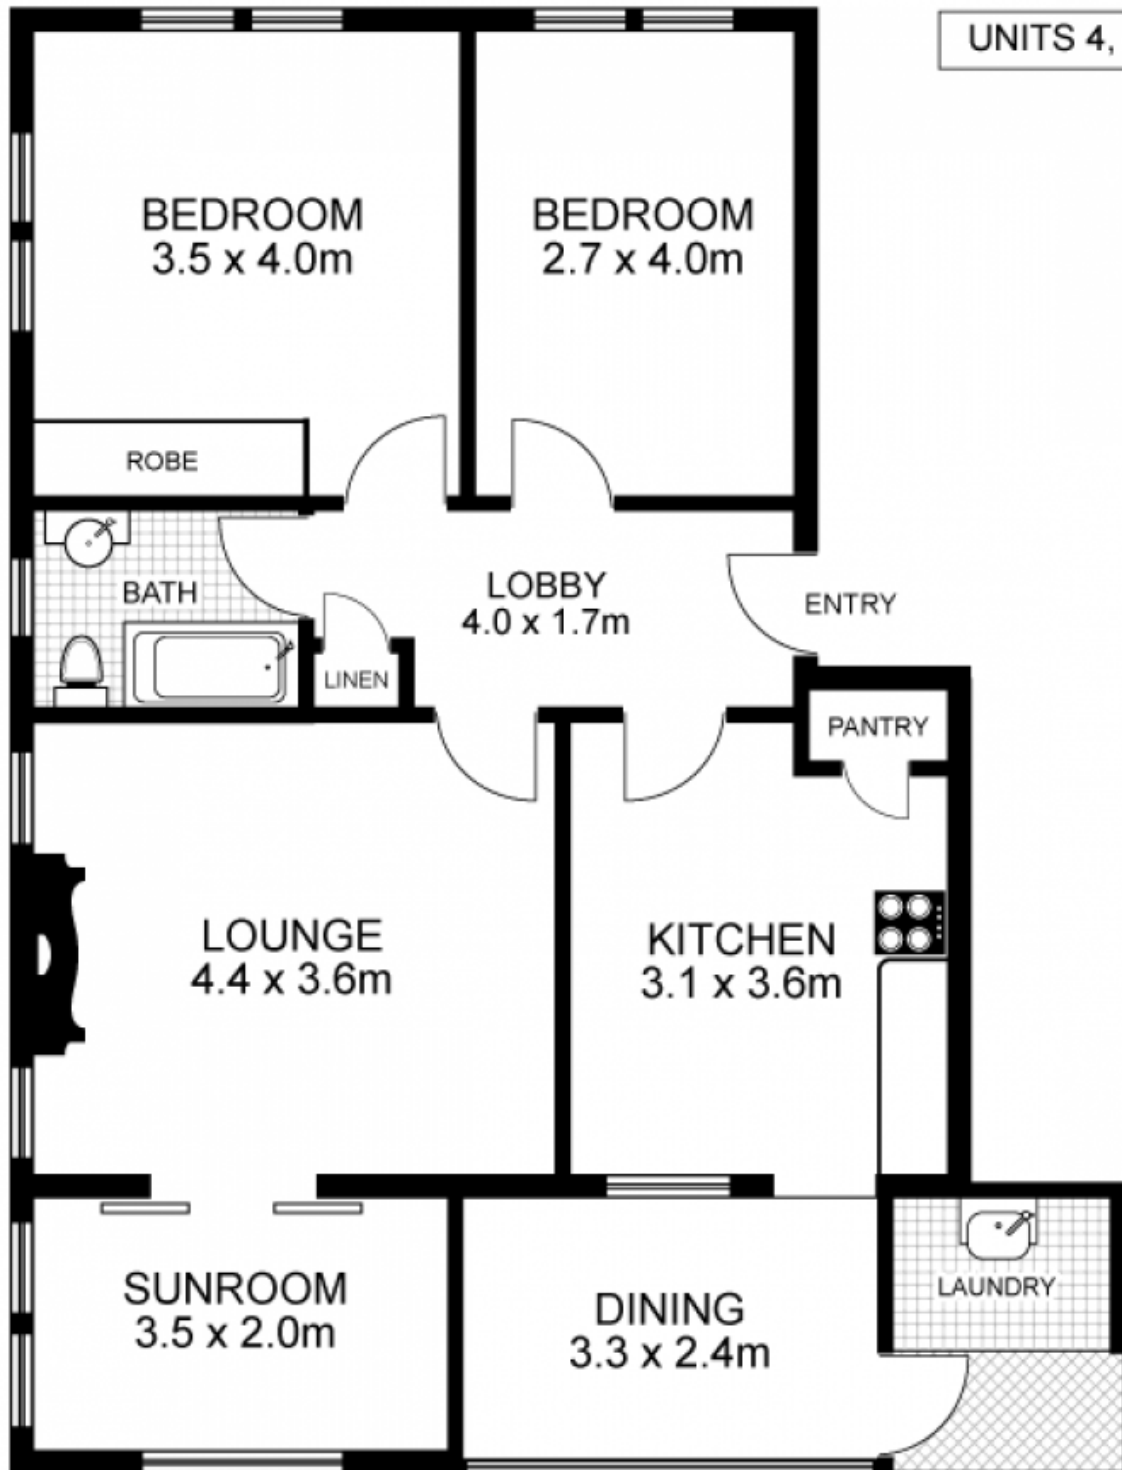 UNITS 4,
BEDROOM
3.5 x 4.0m
BEDROOM
2.7 x 4.0m
ROBE
BATH
LOBBY
4.0 x 1.7m
ENTRY
LINEN
PANTRY
LOUNGE
4.4 x 3.6m
KITCHEN
3.1 x 3.6m
SUNROOM
3.5 x 2.0m
DINING
3.3 x 2.4m
LAUNDRY